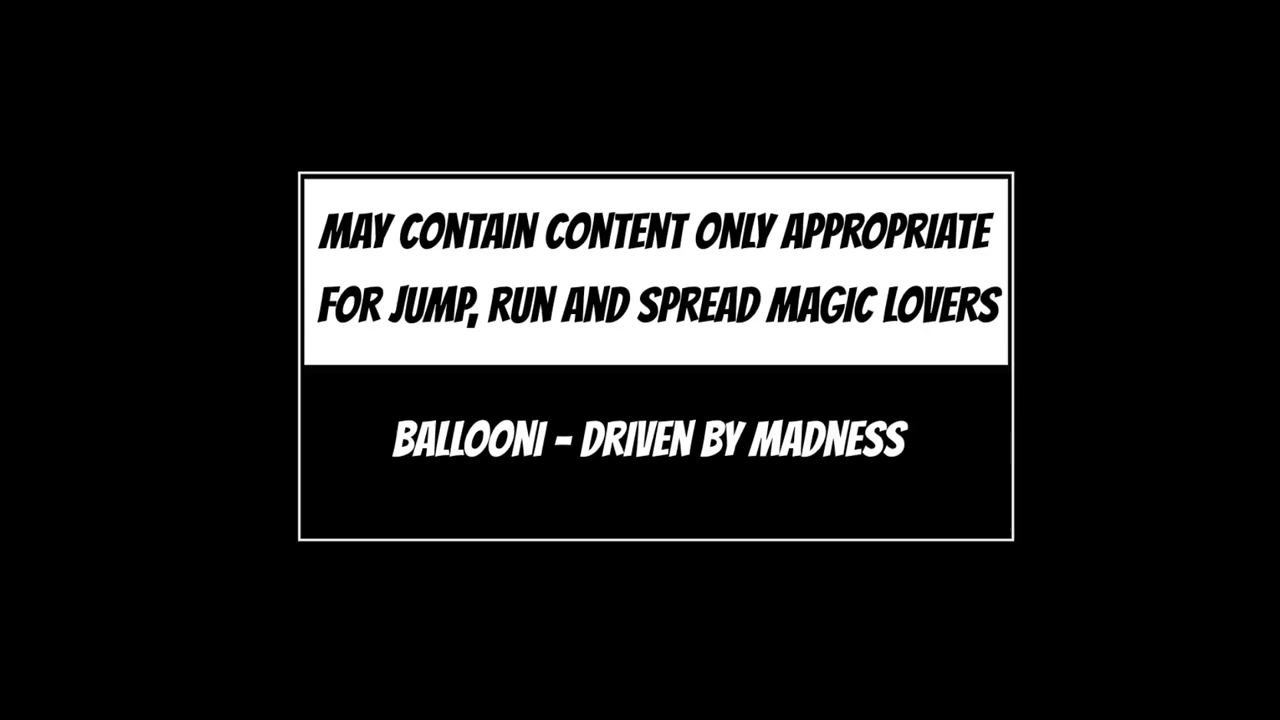 MAY CONTAIN CONTENT ONLY APPROPRIATE
FOR JUMP, RUN AND SPREAD MAGIC LOVERS
BALLOONI - DRIVEN BY MADNESS